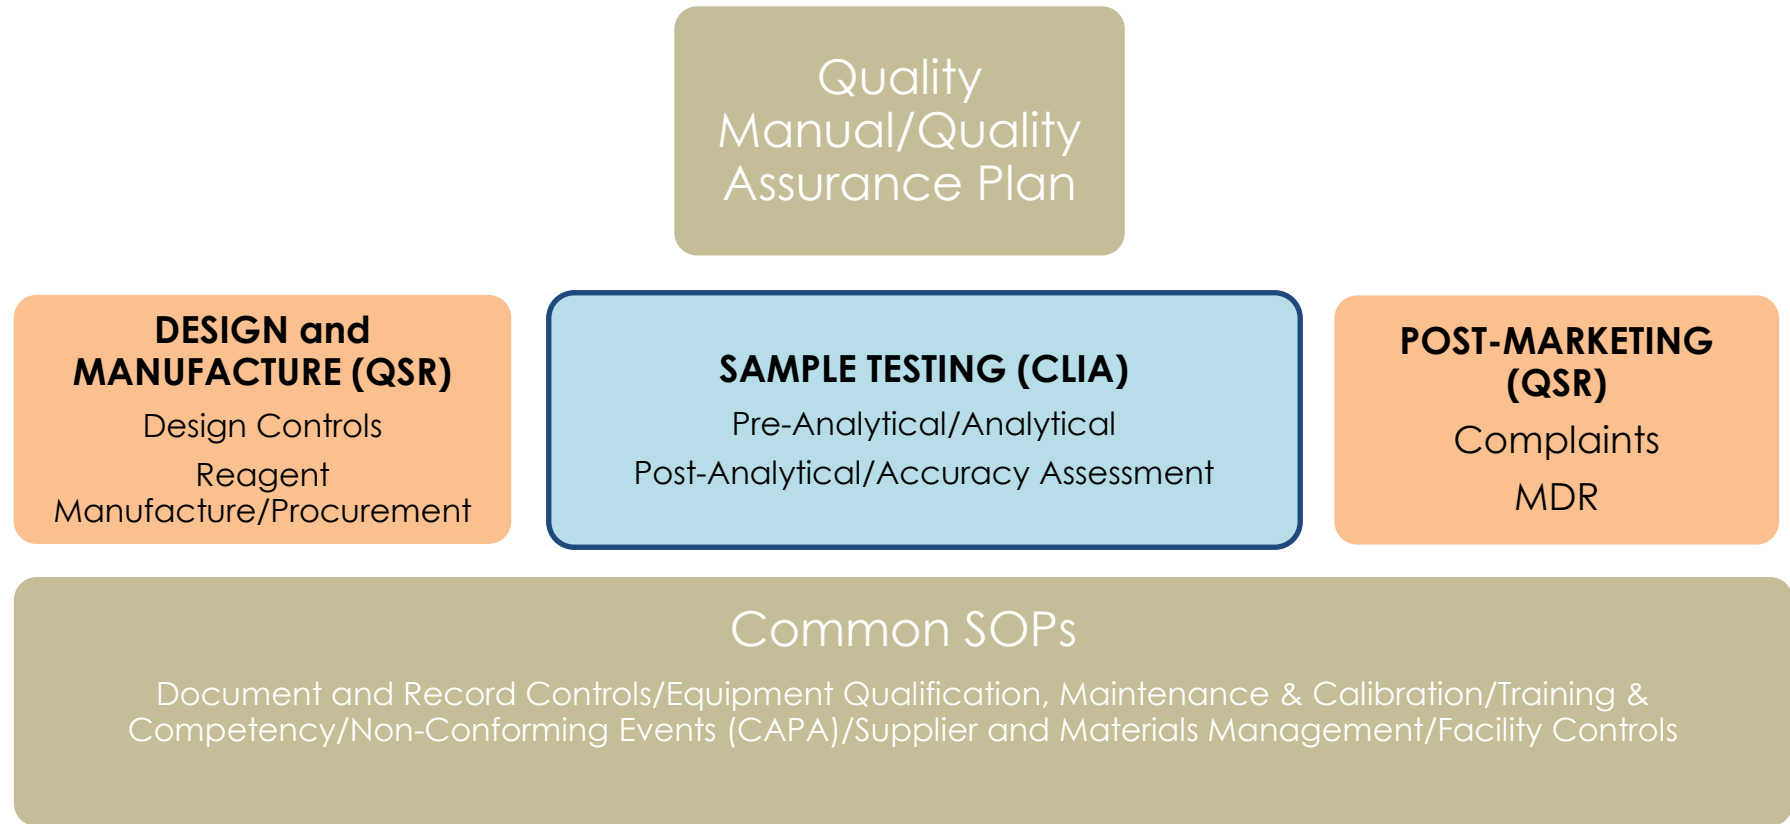 Quality
Manual/Quality
Assurance Plan
DESIGN and
MANUFACTURE (QSR)
Design Controls
Reagent
Manufacture/Procurement
SAMPLE TESTING (CLIA)
Pre-Analytical/Analytical
Post-Analytical/Accuracy Assessment
POST-MARKETING
(QSR)
Complaints
MDR
Common SOPs
Document and Record Controls/Equipment Qualification, Maintenance & Calibration/Training &
Competency/Non-Conforming Events (CAPA)/Supplier and Materials Management/Facility Controls